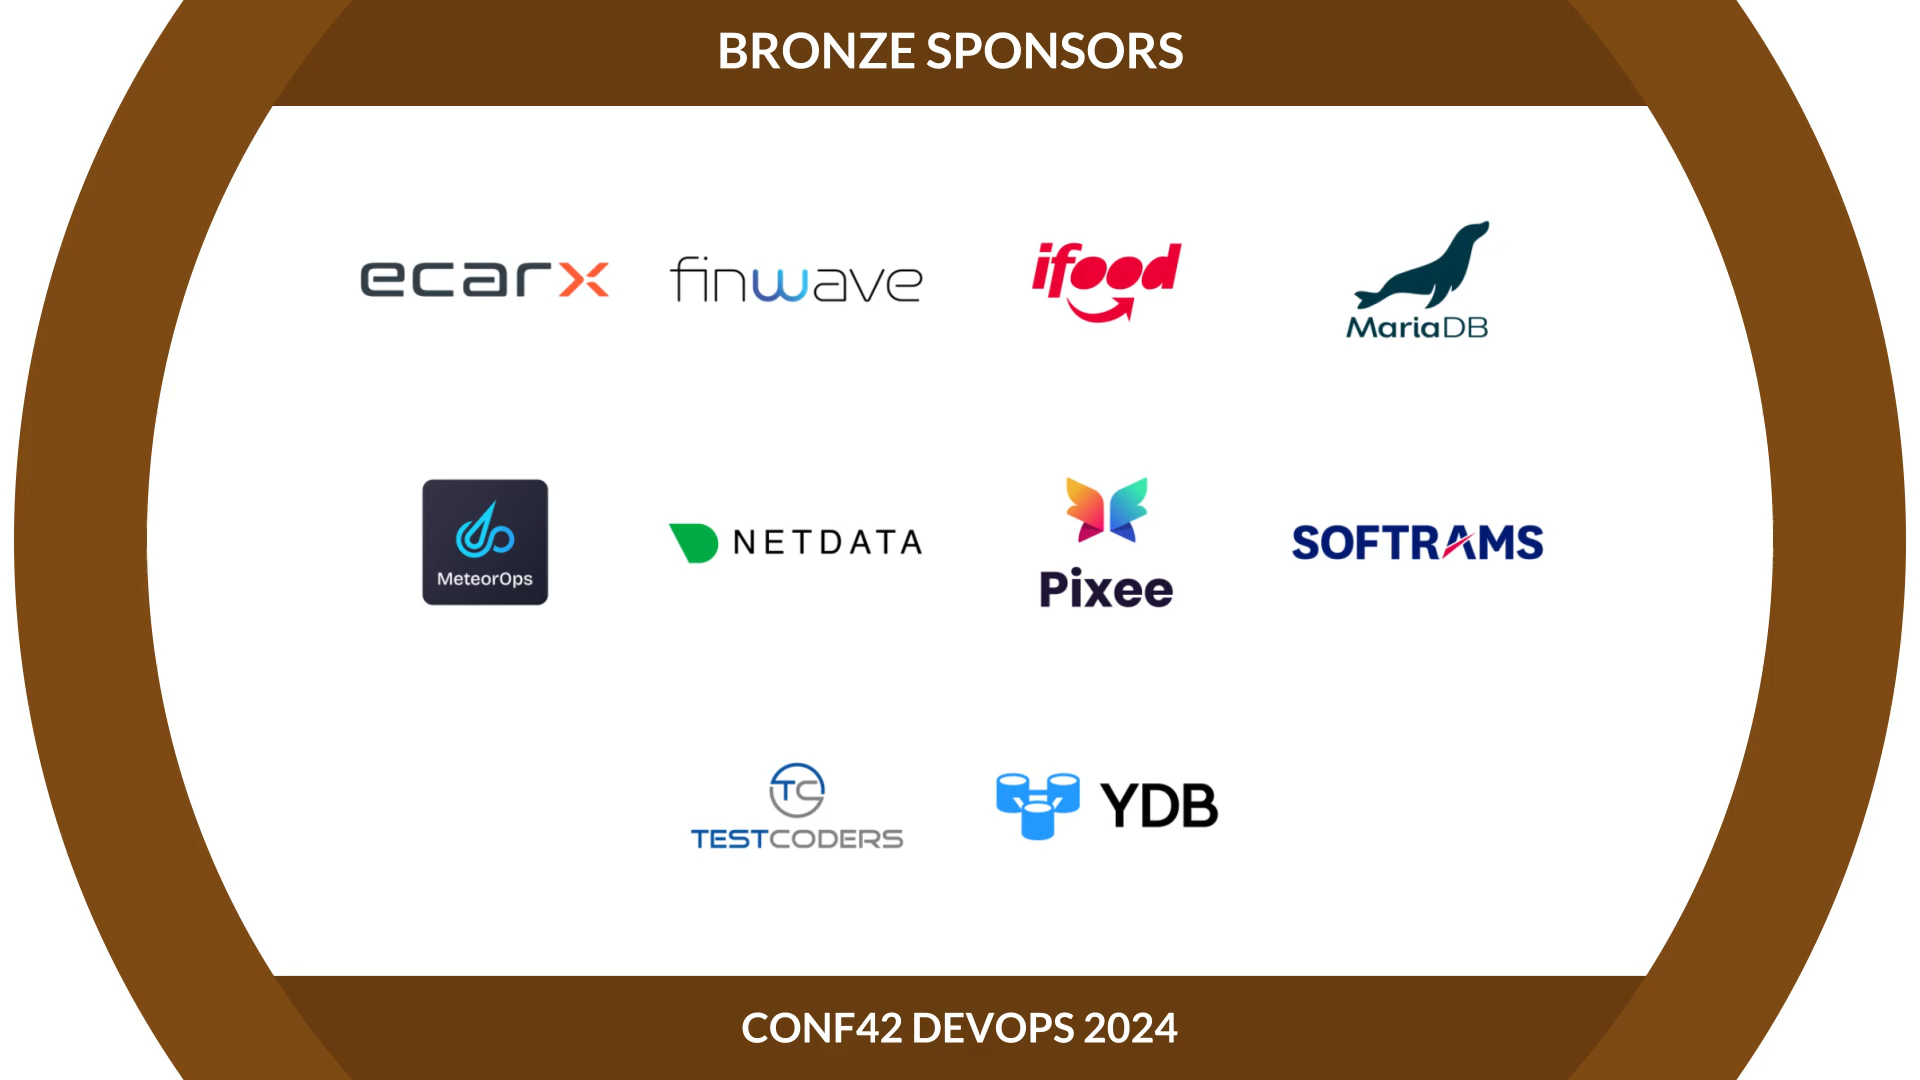 BRONZE SPONSORS
ecarx
finwave
ifood
MariaDB
MeteorOps
NETDATA
Pixee
SOFTRAMS
TC
TESTCODERS
YDB
CONF42 DEVOPS 2024